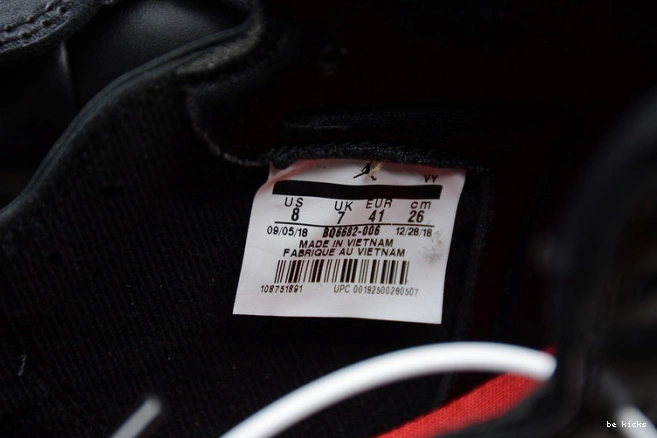 VY
US UK EUR cm
8 7 41 26
09/05/18 BQ6682-006 12/28/18
MADE IN VIETNAM
FABRIQUE AU VIETNAM
108751891 UPC 00192500290507
be kicks